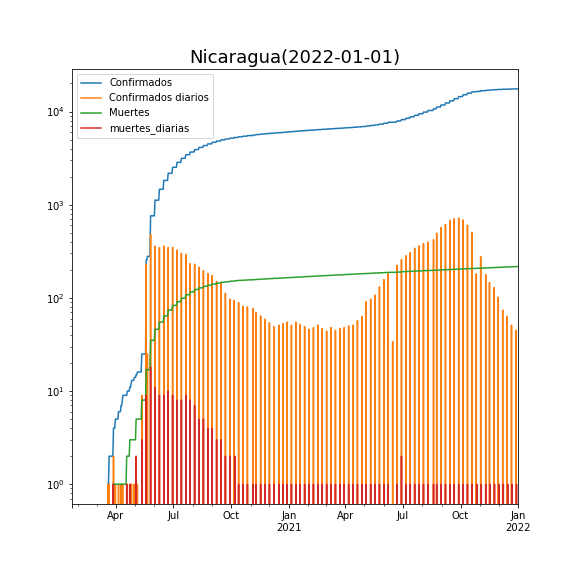 Nicaragua(2022-01-01)
Confirmados
Confirmados diarios
Muertes
muertes_diarias
10^4
10^3
10^2
10^1
10^0
Apr Jul Oct Jan Apr Jul Oct Jan
2021 2022